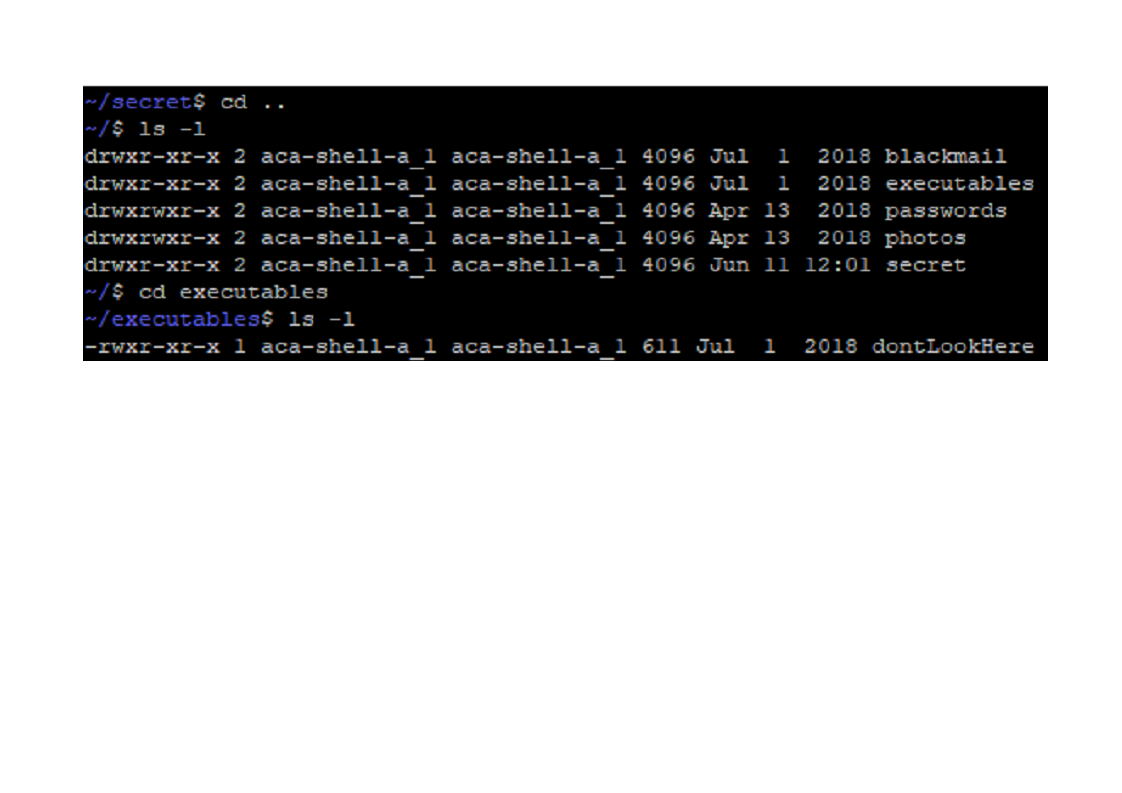 ~/secret$ cd ..
~/$ ls -l
drwxr-xr-x 2 aca-shell-a_1 aca-shell-a_1 4096 Jul  1  2018 blackmail
drwxr-xr-x 2 aca-shell-a_1 aca-shell-a_1 4096 Jul  1  2018 executables
drwxrwxr-x 2 aca-shell-a_1 aca-shell-a_1 4096 Apr 13  2018 passwords
drwxrwxr-x 2 aca-shell-a_1 aca-shell-a_1 4096 Apr 13  2018 photos
drwxr-xr-x 2 aca-shell-a_1 aca-shell-a_1 4096 Jun 11 12:01 secret
~/$ cd executables
~/executables$ ls -l
-rwxr-xr-x 1 aca-shell-a_1 aca-shell-a_1 611 Jul  1  2018 dontLookHere